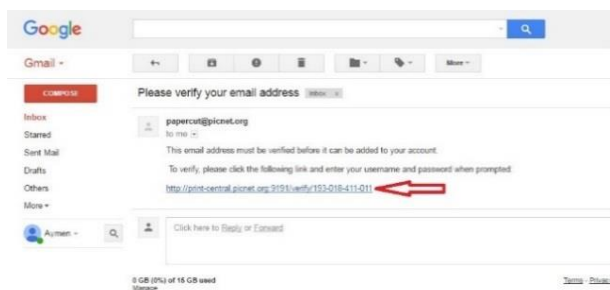 Google
Gmail
More
COMPOSE
Please verify your email address Inbox x
Inbox
Starred
Sent Mail
Drafts
Others
More
papercut@picnet.org
to me
This email address must be verified before it can be added to your account.
To verify, please click the following link and enter your username and password when prompted:
http://print-central.picnet.org:9191/verify/193-018-411-011
Aumen
Click here to Reply or Forward
0 GB (0%) of 15 GB used
Manage
Terms - Privac